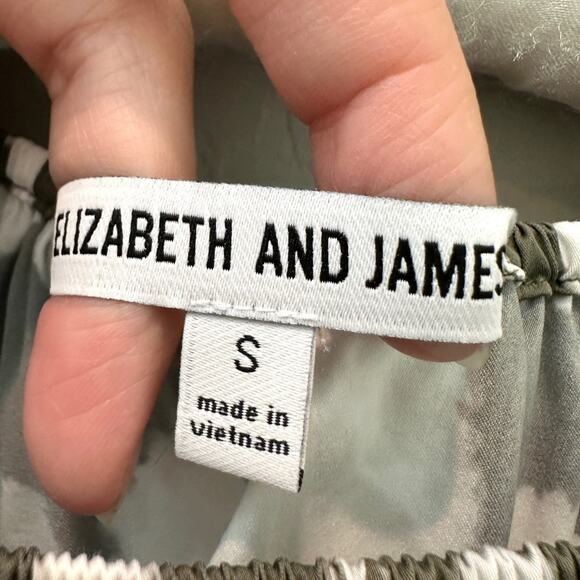 ELIZABETH AND JAMES
S
made in
vietnam